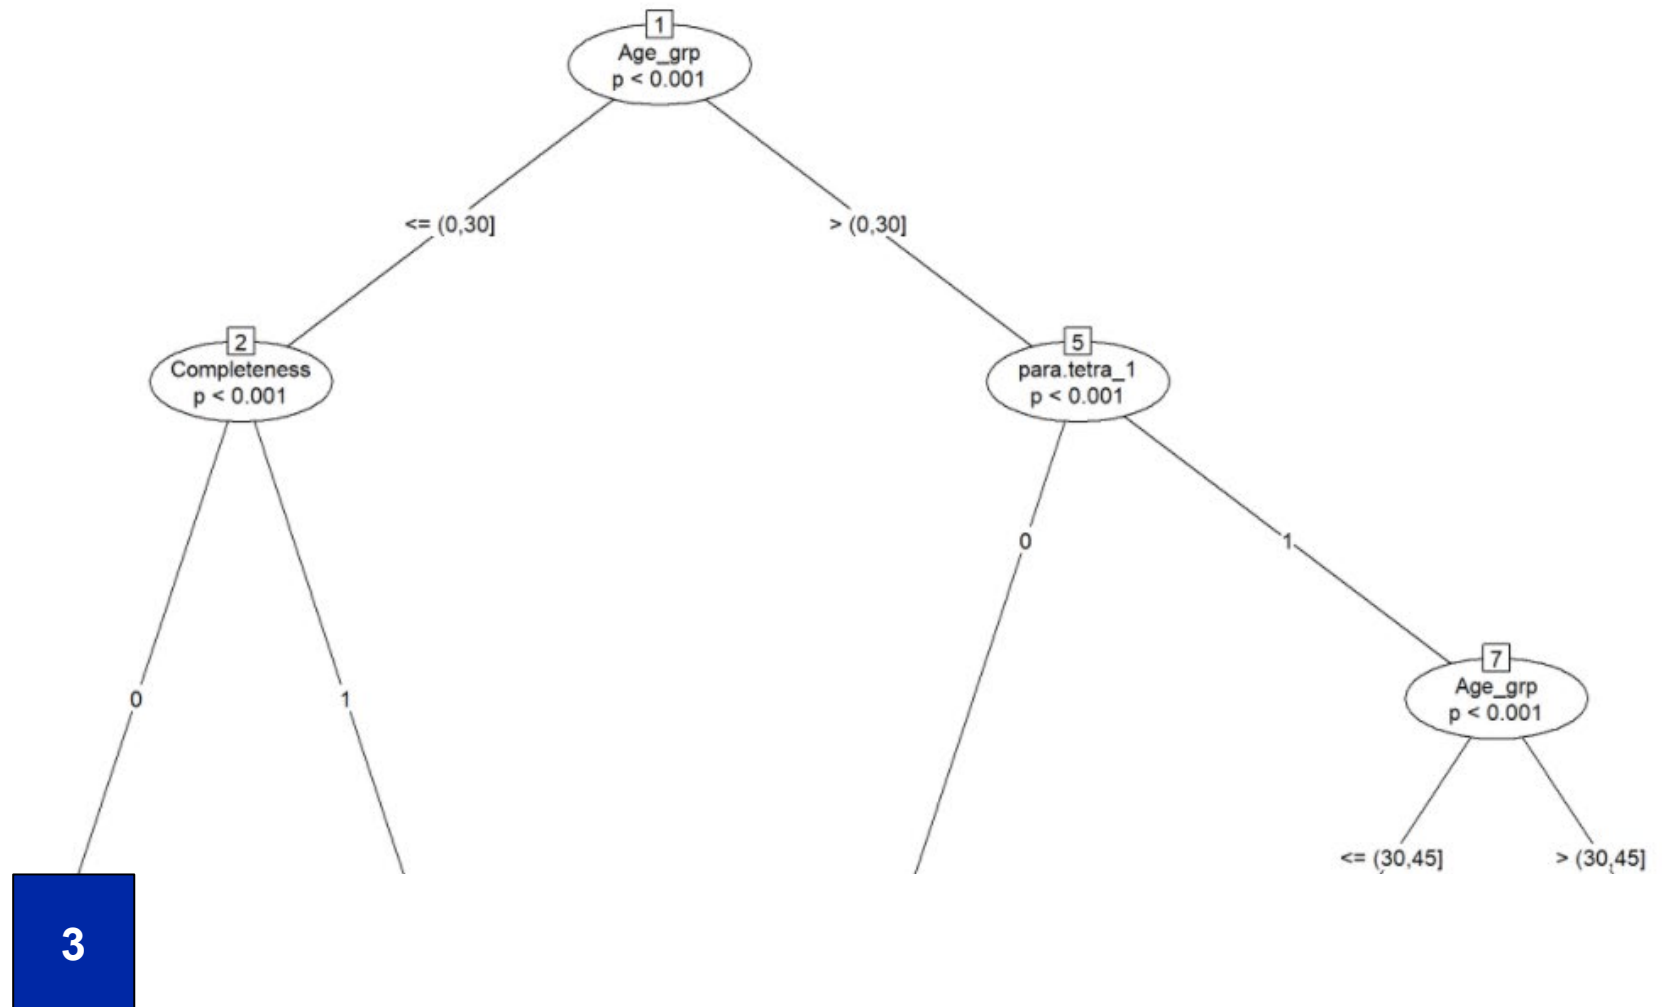 1
Age_grp
p < 0.001
<= (0,30]
> (0,30]
2
Completeness
p < 0.001
5
para.tetra_1
p < 0.001
0
1
7
Age_grp
p < 0.001
0
1
<= (30,45]
> (30,45]
3